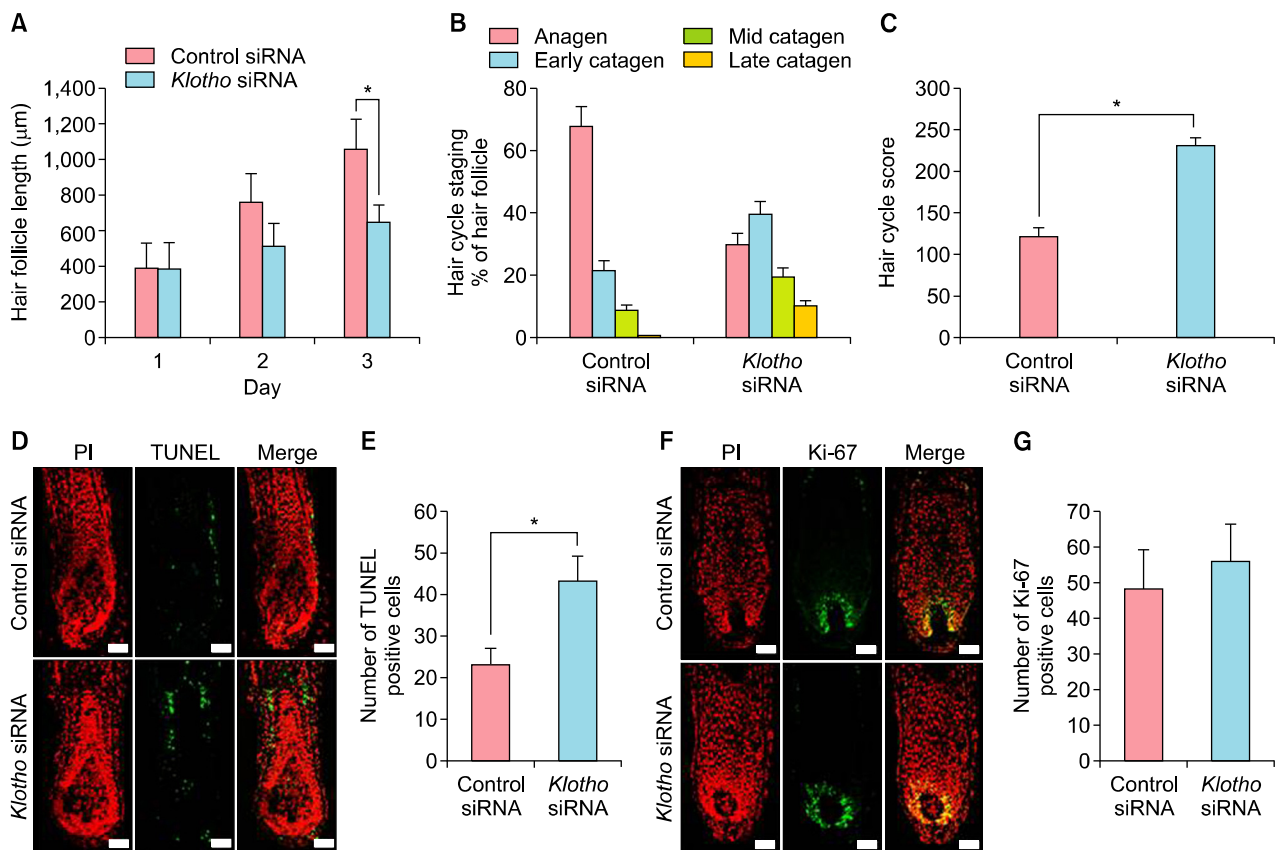 A
Control siRNA
Klotho siRNA
Hair follicle length (μm)
1,400
1,200
1,000
800
600
400
200
0
*
1 2 3
Day
B
Anagen
Early catagen
Mid catagen
Late catagen
Hair cycle staging
% of hair follicle
80
60
40
20
0
Control
siRNA
Klotho
siRNA
C
Hair cycle score
300
250
200
150
100
50
0
*
Control
siRNA
Klotho
siRNA
D
PI TUNEL Merge
Control siRNA
Klotho siRNA
E
Number of TUNEL
positive cells
60
50
40
30
20
10
0
*
Control
siRNA
Klotho
siRNA
F
PI Ki-67 Merge
Control siRNA
Klotho siRNA
G
Number of Ki-67
positive cells
70
60
50
40
30
20
10
0
Control
siRNA
Klotho
siRNA